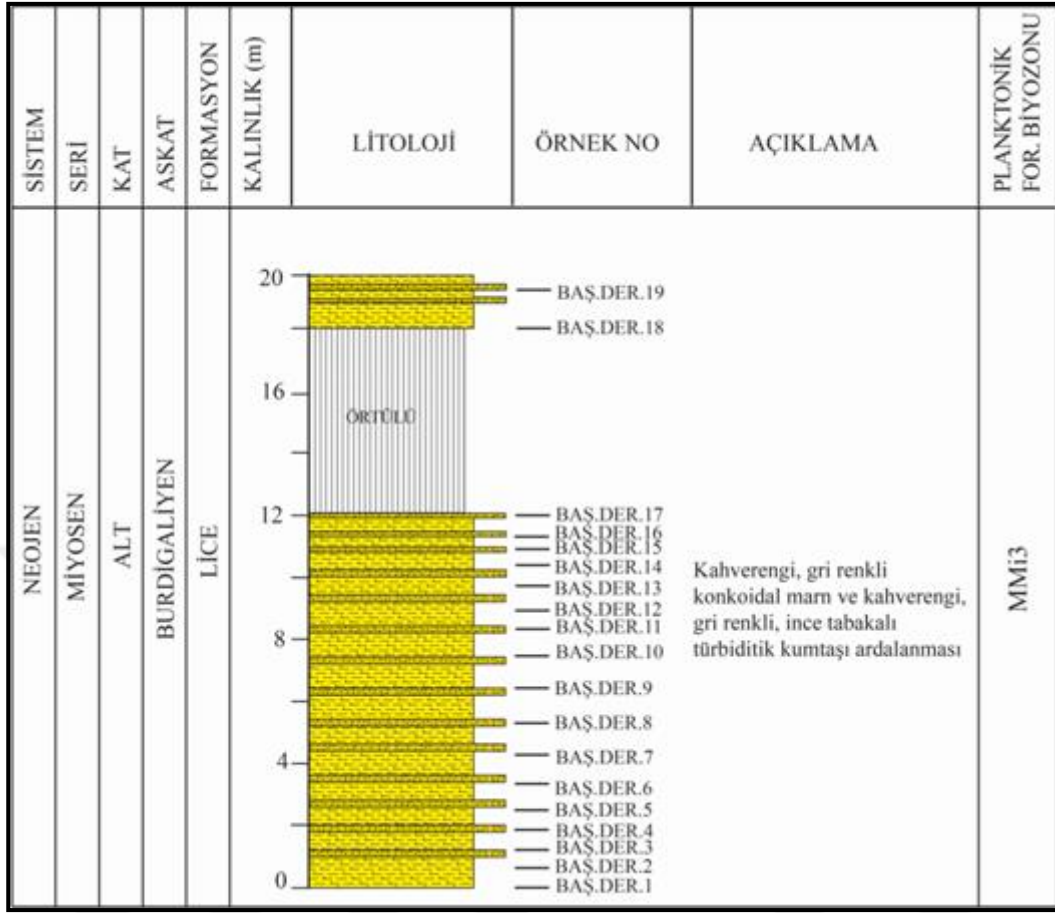 SİSTEM
SERİ
KAT
ASKAT
FORMASYON
KALINLIK (m)
LİTOLOJİ
ÖRNEK NO
AÇIKLAMA
PLANKTONİK
FOR. BİYOZONU
NEOJEN
MİYOSEN
ALT
BURDİGALİYEN
LİCE
20
16
12
8
4
0
ÖRTÜLÜ
BAŞ.DER.19
BAŞ.DER.18
BAŞ.DER.17
BAŞ.DER.16
BAŞ.DER.15
BAŞ.DER.14
BAŞ.DER.13
BAŞ.DER.12
BAŞ.DER.11
BAŞ.DER.10
BAŞ.DER.9
BAŞ.DER.8
BAŞ.DER.7
BAŞ.DER.6
BAŞ.DER.5
BAŞ.DER.4
BAŞ.DER.3
BAŞ.DER.2
BAŞ.DER.1
Kahverengi, gri renkli
konkoidal marn ve kahverengi,
gri renkli, ince tabakalı
türbiditik kumtaşı ardalanması
MMi3